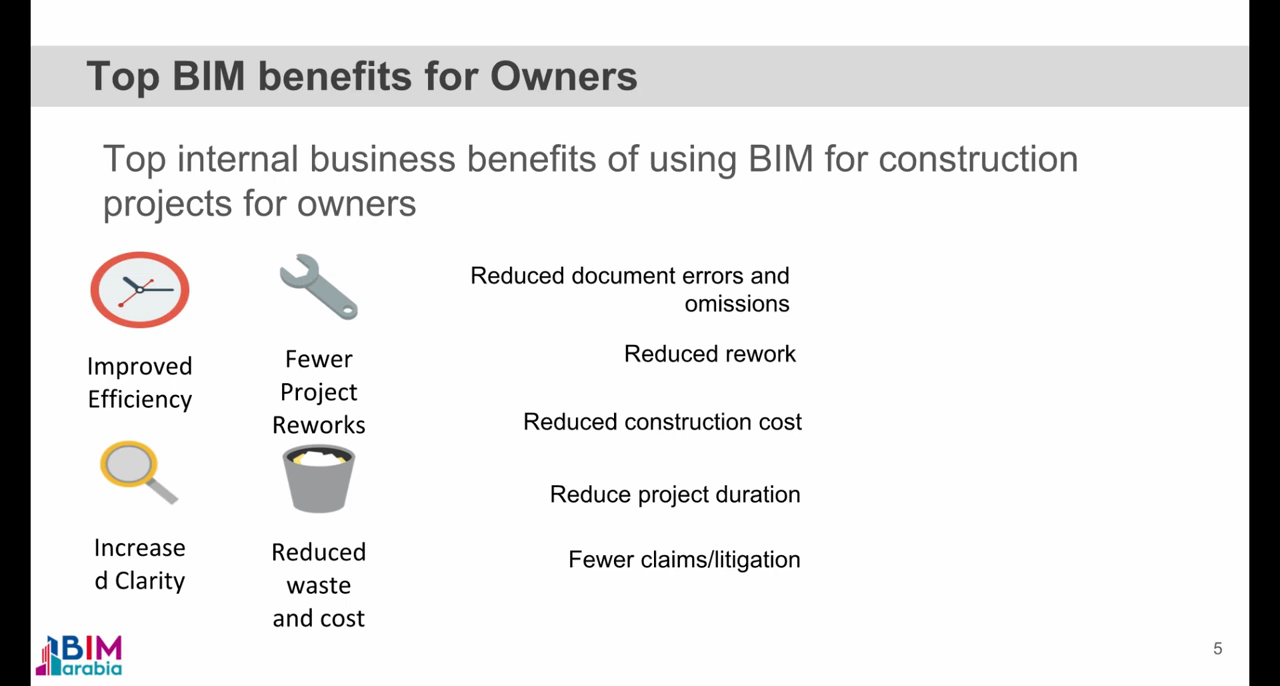 Top BIM benefits for Owners
Top internal business benefits of using BIM for construction
projects for owners
Improved
Efficiency
Fewer
Project
Reworks
Increase
d Clarity
Reduced
waste
and cost
Reduced document errors and
omissions
Reduced rework
Reduced construction cost
Reduce project duration
Fewer claims/litigation
BIM
arabia
5